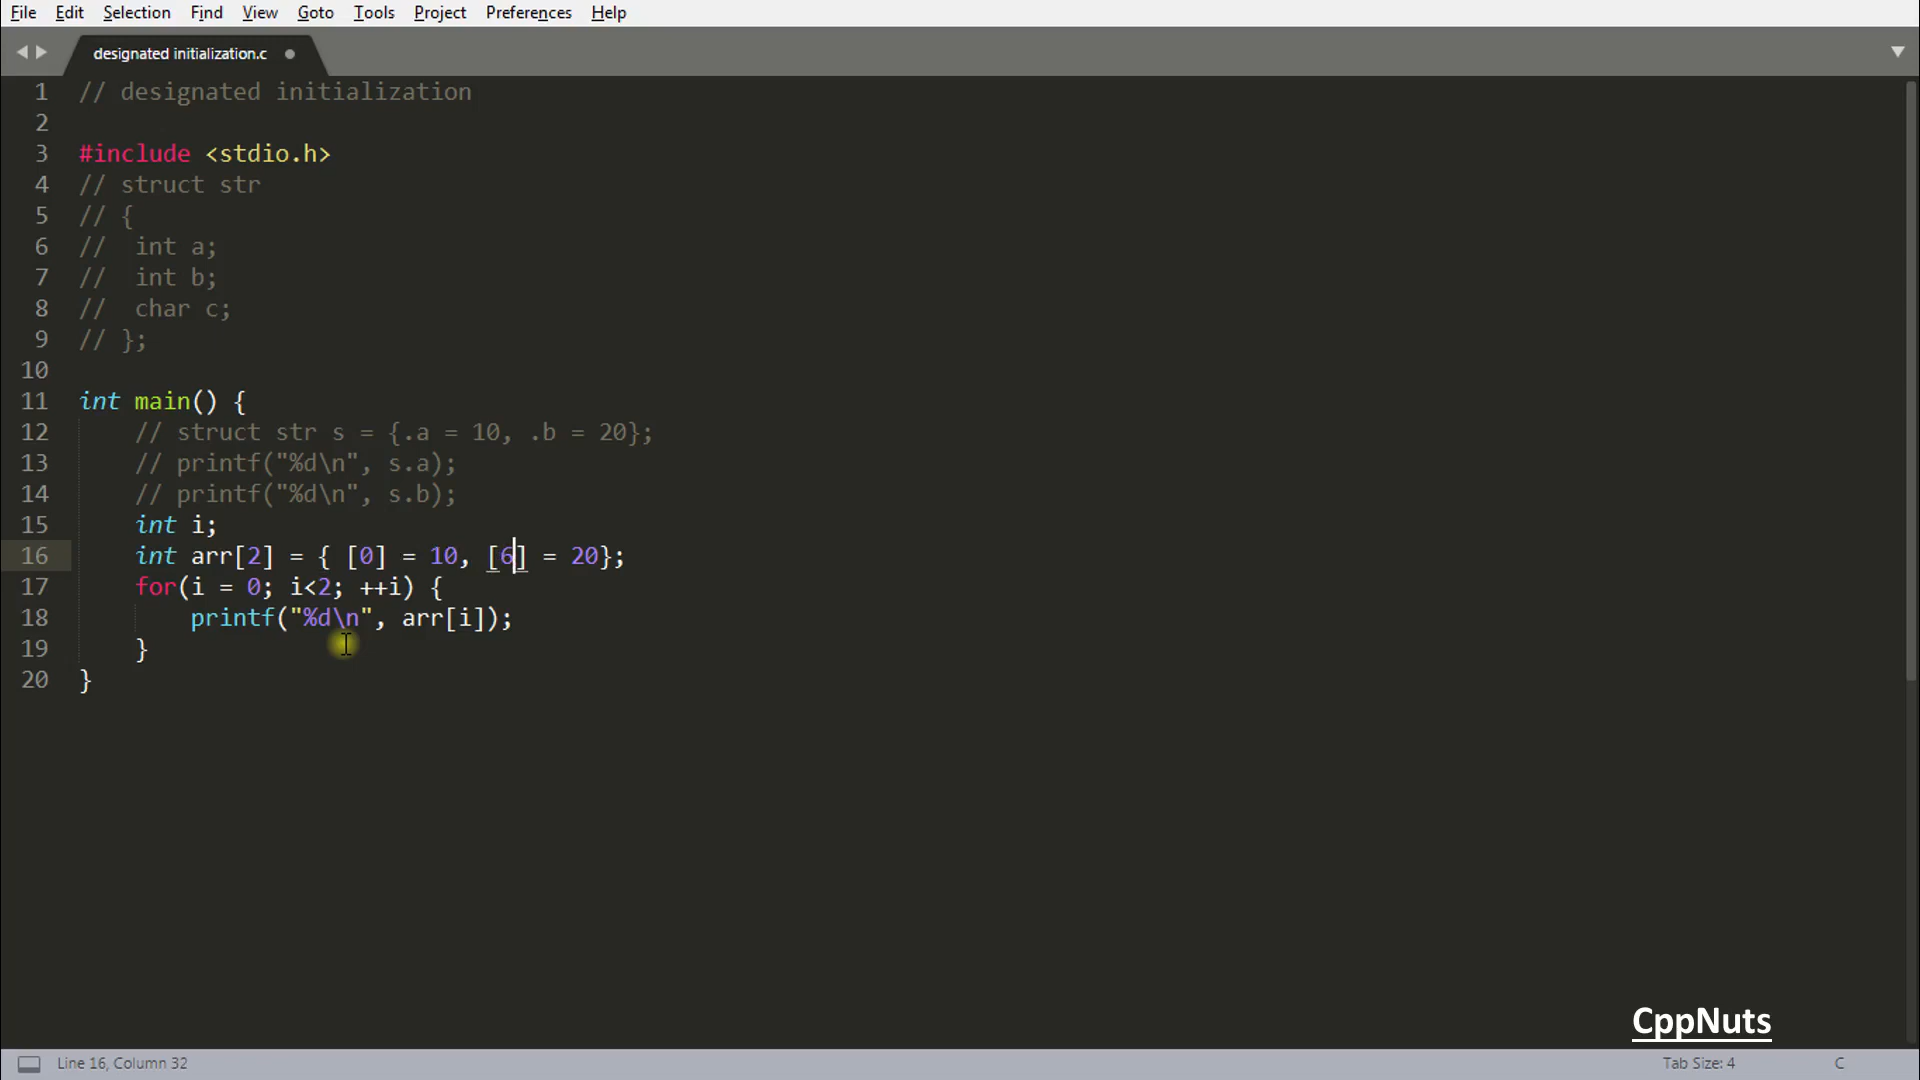 File Edit Selection Find View Goto Tools Project Preferences Help
designated initialization.c
1 // designated initialization
2
3 #include <stdio.h>
4 // struct str
5 // {
6 //  int a;
7 //  int b;
8 //  char c;
9 // };
10
11 int main() {
12     // struct str s = {.a = 10, .b = 20};
13     // printf("%d\n", s.a);
14     // printf("%d\n", s.b);
15     int i;
16     int arr[2] = { [0] = 10, [6] = 20};
17     for(i = 0; i<2; ++i) {
18         printf("%d\n", arr[i]);
19     }
20 }
CppNuts
Line 16, Column 32 Tab Size: 4 C